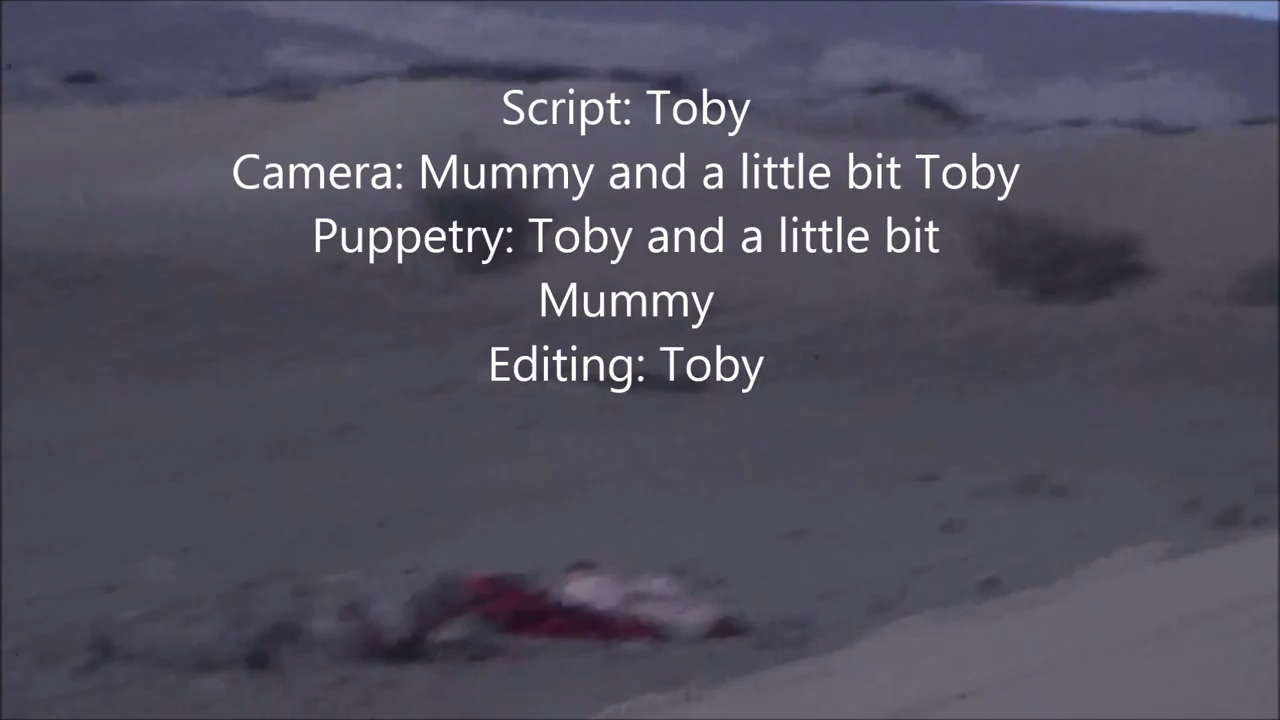 Script: Toby
Camera: Mummy and a little bit Toby
Puppetry: Toby and a little bit
Mummy
Editing: Toby